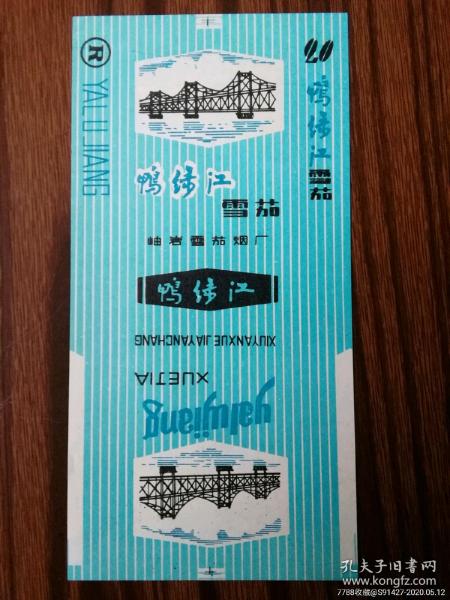 R
YALU JIANG
20
鸭绿江
雪茄
鸭绿江
雪茄
岫岩雪茄烟厂
鸭绿江
XIUYANXUEJIAYANCHANG
XUEJIA
yalujiang
孔夫子旧书网
www.kongfz.com
7788收藏@S91427-2020.05.12